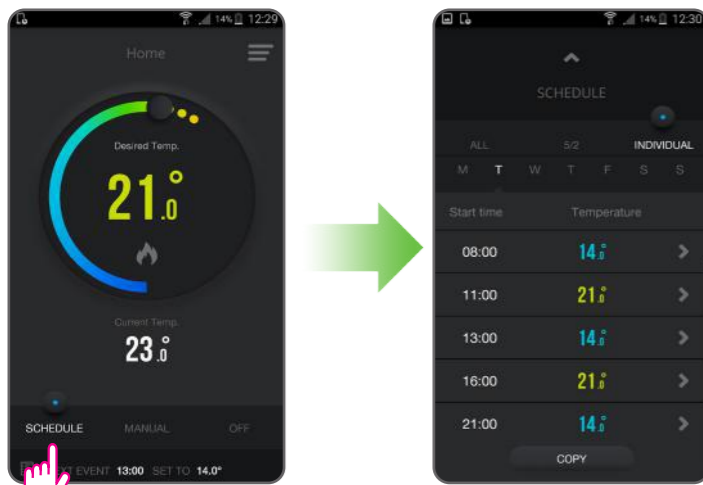 14% 12:29
Home
Desired Temp.
21.0°
Current Temp.
23.0°
SCHEDULE MANUAL OFF
EVENT 13:00 SET TO 14.0°
14% 12:30
SCHEDULE
ALL 5/2 INDIVIDUAL
M T W T F S S
Start time Temperature
08:00 14.0°
11:00 21.0°
13:00 14.0°
16:00 21.0°
21:00 14.0°
COPY